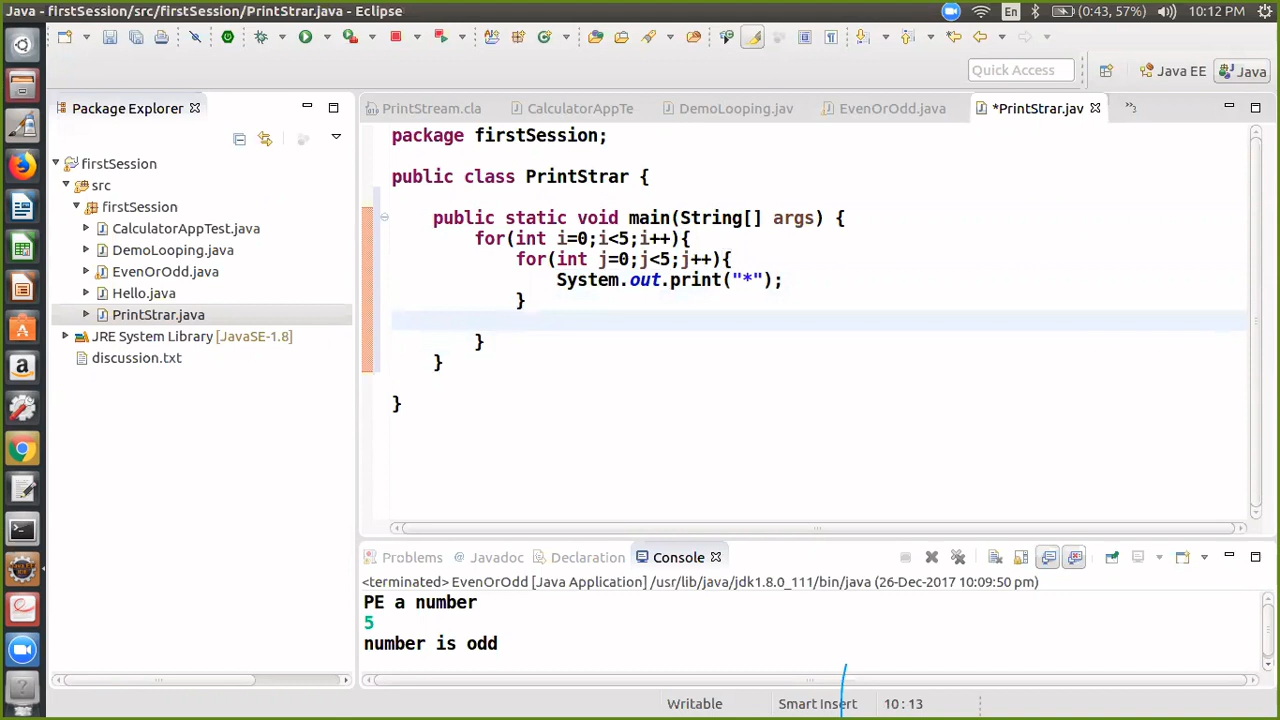 Java - firstSession/src/firstSession/PrintStrar.java - Eclipse
En (0:43, 57%) 10:12 PM
Quick Access
Java EE
Java
Package Explorer
PrintStream.cla
CalculatorAppTe
DemoLooping.jav
EvenOrOdd.java
*PrintStrar.jav
firstSession
src
firstSession
CalculatorAppTest.java
DemoLooping.java
EvenOrOdd.java
Hello.java
PrintStrar.java
JRE System Library [JavaSE-1.8]
discussion.txt
package firstSession;
public class PrintStrar {
public static void main(String[] args) {
for(int i=0;i<5;i++){
for(int j=0;j<5;j++){
System.out.print("*");
}
}
}
}
Problems
@ Javadoc
Declaration
Console
<terminated> EvenOrOdd [Java Application] /usr/lib/java/jdk1.8.0_111/bin/java (26-Dec-2017 10:09:50 pm)
PE a number
5
number is odd
Writable
Smart Insert
10 : 13